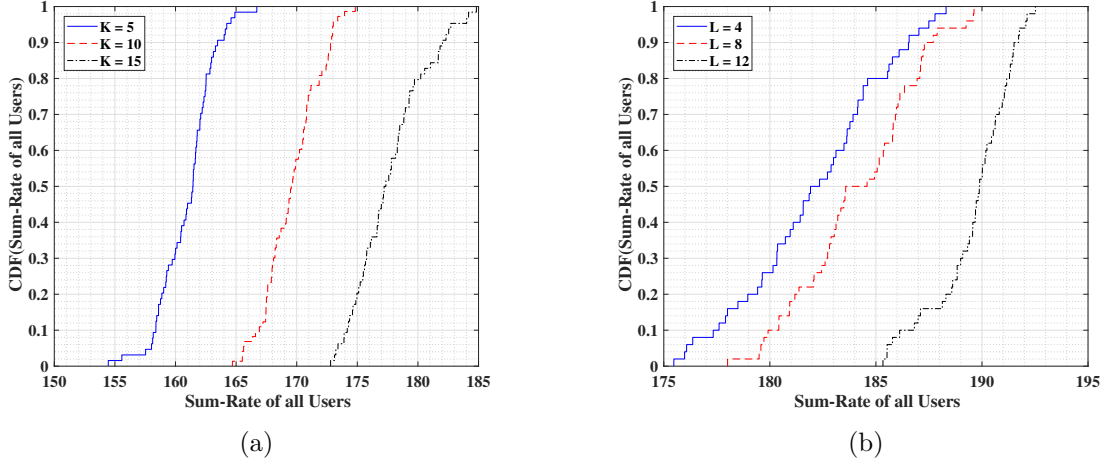 1
0.9
0.8
0.7
0.6
0.5
0.4
0.3
0.2
0.1
0
CDF(Sum-Rate of all Users)
K = 5
K = 10
K = 15
150 155 160 165 170 175 180 185
Sum-Rate of all Users
(a)
1
0.9
0.8
0.7
0.6
0.5
0.4
0.3
0.2
0.1
0
CDF(Sum-Rate of all Users)
L = 4
L = 8
L = 12
175 180 185 190 195
Sum-Rate of all Users
(b)